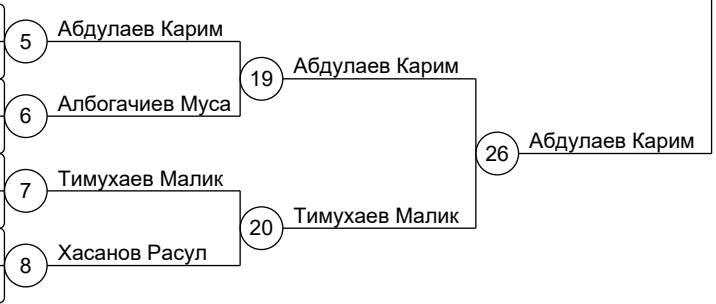 5 Абдулаев Карим
19 Абдулаев Карим
6 Албогачиев Муса
26 Абдулаев Карим
7 Тимухаев Малик
20 Тимухаев Малик
8 Хасанов Расул